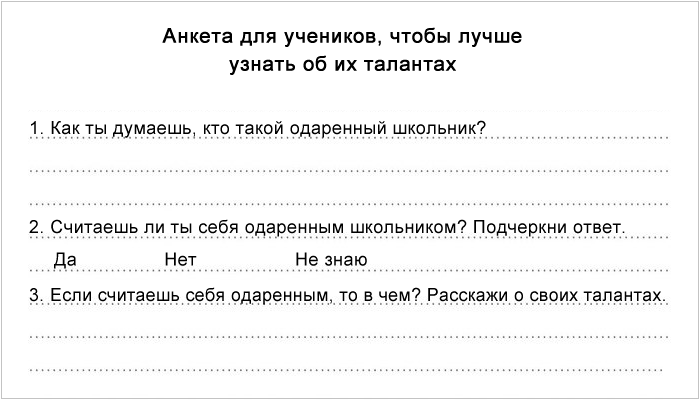 Анкета для учеников, чтобы лучше
узнать об их талантах
1. Как ты думаешь, кто такой одаренный школьник?
2. Считаешь ли ты себя одаренным школьником? Подчеркни ответ.
Да Нет Не знаю
3. Если считаешь себя одаренным, то в чем? Расскажи о своих талантах.